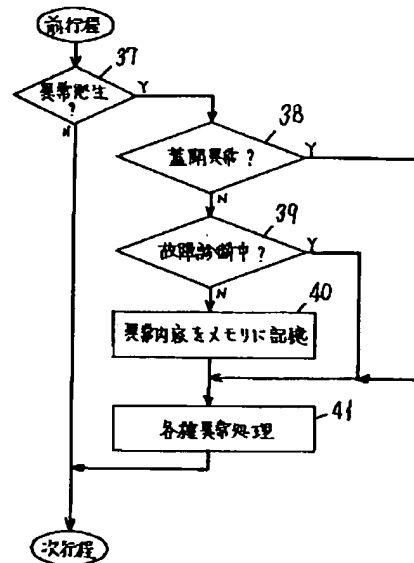 前行程
37
異常発生
?
Y
N
38
蓋開異常?
Y
N
39
故障診断中?
Y
N
40
異常内容をメモリに記憶
41
各種異常処理
次行程